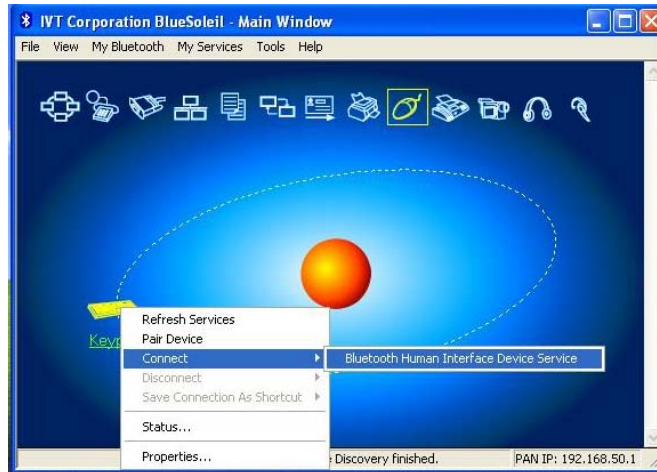 IVT Corporation BlueSoleil - Main Window
File View My Bluetooth My Services Tools Help
Refresh Services
Keyp
Pair Device
Connect
Bluetooth Human Interface Device Service
Disconnect
Save Connection As Shortcut
Status...
Properties...
Discovery finished.
PAN IP: 192.168.50.1